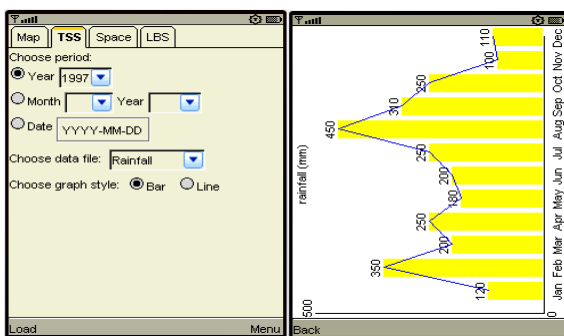 Map TSS Space LBS
Choose period:
Year 1997
Month Year
Date YYYY-MM-DD
Choose data file: Rainfall
Choose graph style: Bar Line
Load Menu
rainfall (mm)
500
0
120
350
200
250
180
200
250
450
310
250
100
110
Jan Feb Mar Apr May Jun Jul Aug Sep Oct Nov Dec
Back